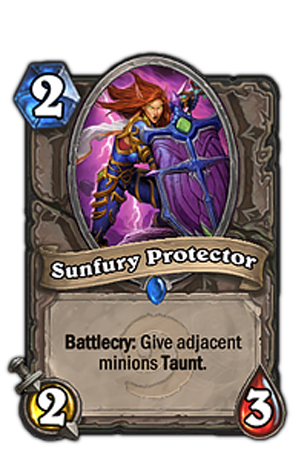 2
Sunfury Protector
Battlecry: Give adjacent
minions Taunt.
2
3